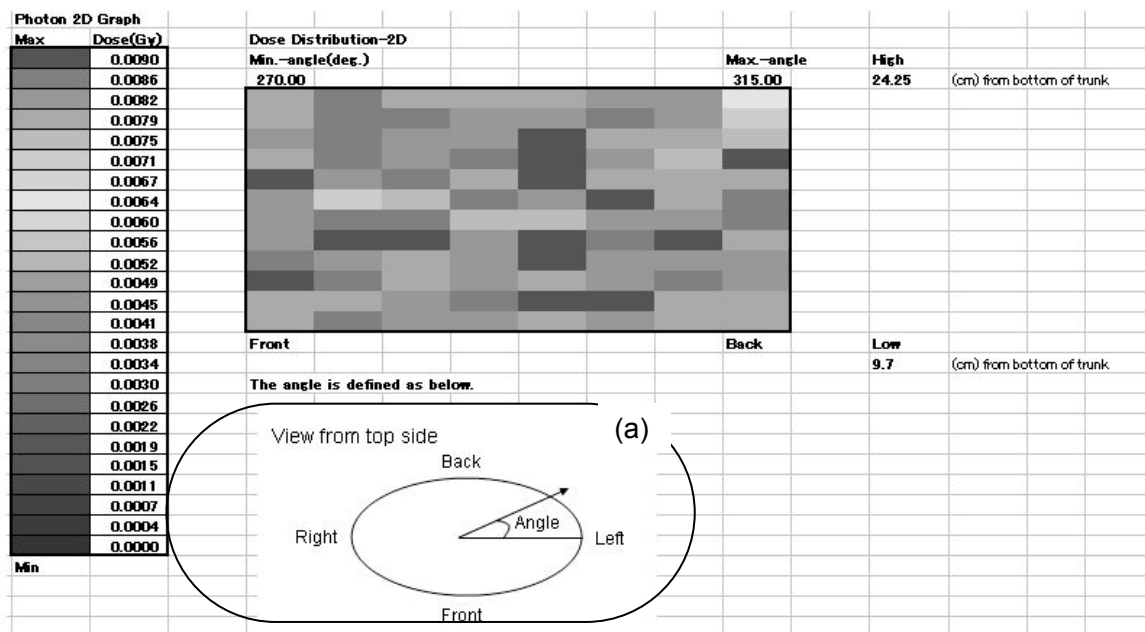 Photon 2D Graph
Max Dose(Gy) Dose Distribution-2D
0.0090 Min.-angle(deg.) Max.-angle High
0.0086 270.00 315.00 24.25 (cm) from bottom of trunk
0.0082
0.0079
0.0075
0.0071
0.0067
0.0064
0.0060
0.0056
0.0052
0.0049
0.0045
0.0041
0.0038 Front Back Low
0.0034 9.7 (cm) from bottom of trunk
0.0030 The angle is defined as below.
0.0026
0.0022
0.0019
0.0015
0.0011
0.0007
0.0004
0.0000
Min
View from top side (a)
Back
Angle
Right Left
Front